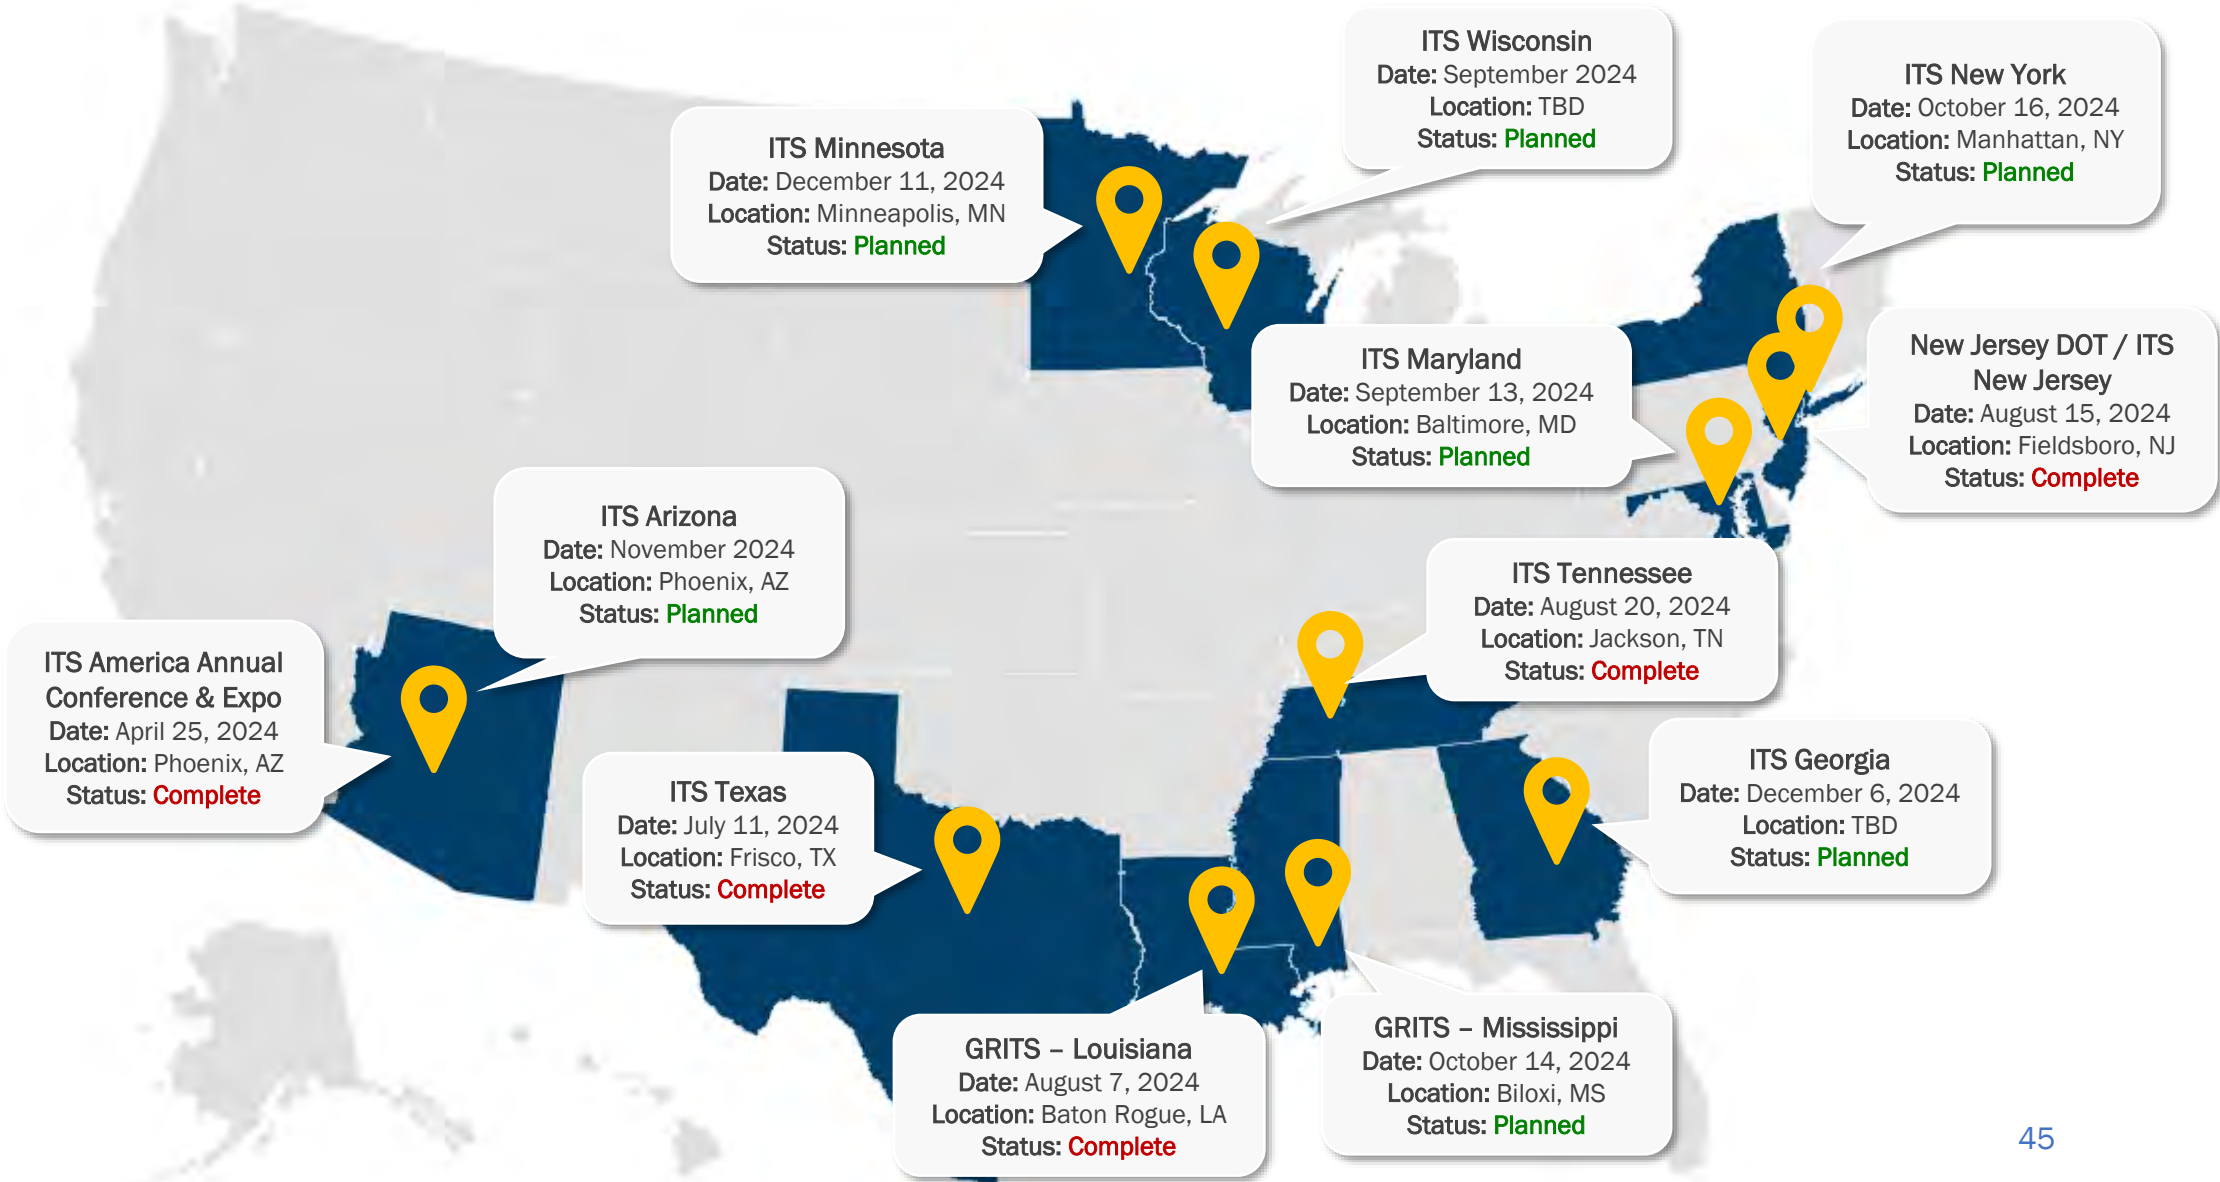 ITS Wisconsin
Date: September 2024
Location: TBD
Status: Planned
ITS New York
Date: October 16, 2024
Location: Manhattan, NY
Status: Planned
ITS Minnesota
Date: December 11, 2024
Location: Minneapolis, MN
Status: Planned
ITS Maryland
Date: September 13, 2024
Location: Baltimore, MD
Status: Planned
New Jersey DOT / ITS
New Jersey
Date: August 15, 2024
Location: Fieldsboro, NJ
Status: Complete
ITS Arizona
Date: November 2024
Location: Phoenix, AZ
Status: Planned
ITS Tennessee
Date: August 20, 2024
Location: Jackson, TN
Status: Complete
ITS America Annual
Conference & Expo
Date: April 25, 2024
Location: Phoenix, AZ
Status: Complete
ITS Texas
Date: July 11, 2024
Location: Frisco, TX
Status: Complete
ITS Georgia
Date: December 6, 2024
Location: TBD
Status: Planned
GRITS – Louisiana
Date: August 7, 2024
Location: Baton Rogue, LA
Status: Complete
GRITS – Mississippi
Date: October 14, 2024
Location: Biloxi, MS
Status: Planned
45